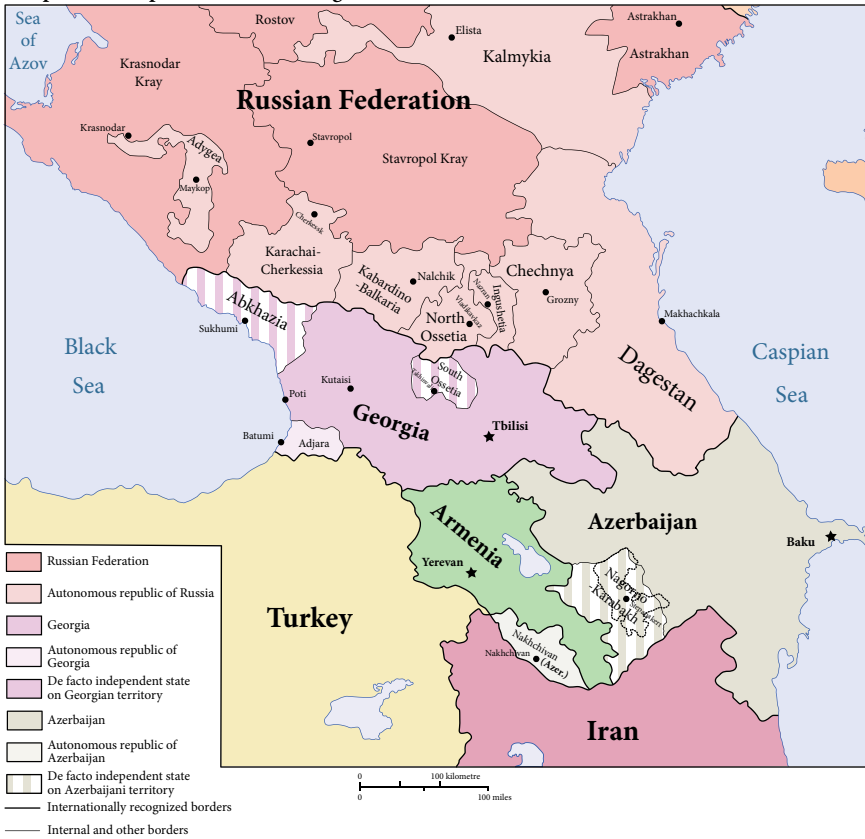 Sea
of
Azov
Rostov
Elista
Kalmykia
Astrakhan
Astrakhan
Krasnodar
Kray
Russian Federation
Krasnodar
Adygea
Maykop
Stavropol
Stavropol Kray
Cherkessk
Karachai-
Cherkessia
Kabardino
-Balkaria
Nalchik
North
Ossetia
Vladikavkaz
Nazran
Ingushetia
Chechnya
Grozny
Makhachkala
Dagestan
Caspian
Sea
Abkhazia
Sukhumi
Black
Sea
South
Ossetia
Kutaisi
Poti
Georgia
Tbilisi
Batumi
Adjara
Armenia
Yerevan
Azerbaijan
Baku
Nagorno
-Karabakh
Stepanakert
Nakhchivan
(Azer.)
Nakhchivan
Turkey
Iran
Russian Federation
Autonomous republic of Russia
Georgia
Autonomous republic of
Georgia
De facto independent state
on Georgian territory
Azerbaijan
Autonomous republic of
Azerbaijan
De facto independent state
on Azerbaijani territory
Internationally recognized borders
Internal and other borders
0 100 kilometre
0 100 miles